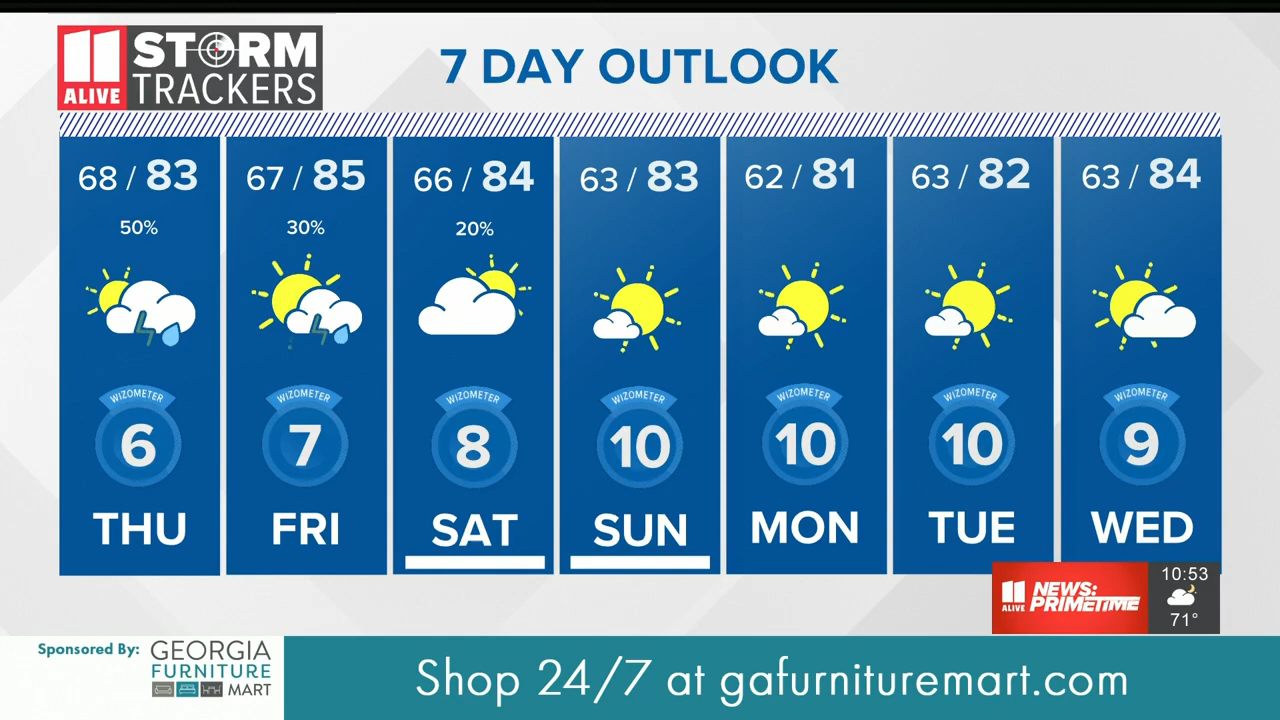 11 ALIVE STORM TRACKERS
7 DAY OUTLOOK
68 / 83
50%
WIZOMETER
6
THU
67 / 85
30%
WIZOMETER
7
FRI
66 / 84
20%
WIZOMETER
8
SAT
63 / 83
WIZOMETER
10
SUN
62 / 81
WIZOMETER
10
MON
63 / 82
WIZOMETER
10
TUE
63 / 84
WIZOMETER
9
WED
11 ALIVE
NEWS:
PRIMETIME
10:53
71°
Sponsored By:
GEORGIA
FURNITURE
MART
Shop 24/7 at gafurnituremart.com